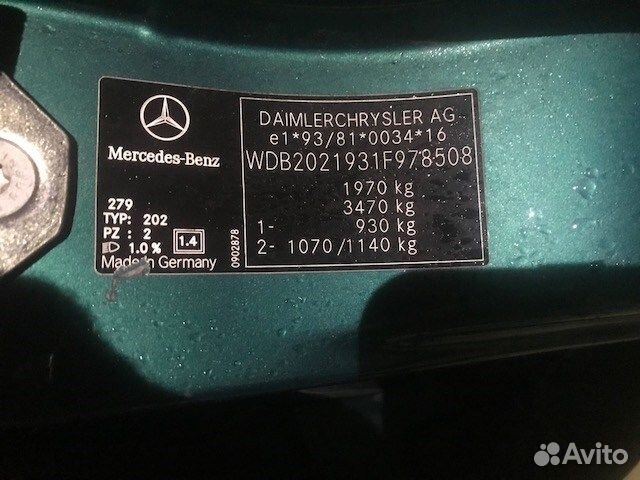 Mercedes-Benz
279
TYP: 202
PZ : 2
1.0 % 1.4
Made in Germany
0902878
DAIMLERCHRYSLER AG
e1*93/81*0034*16
WDB2021931F978508
1970 kg
3470 kg
1- 930 kg
2- 1070/1140 kg
Avito